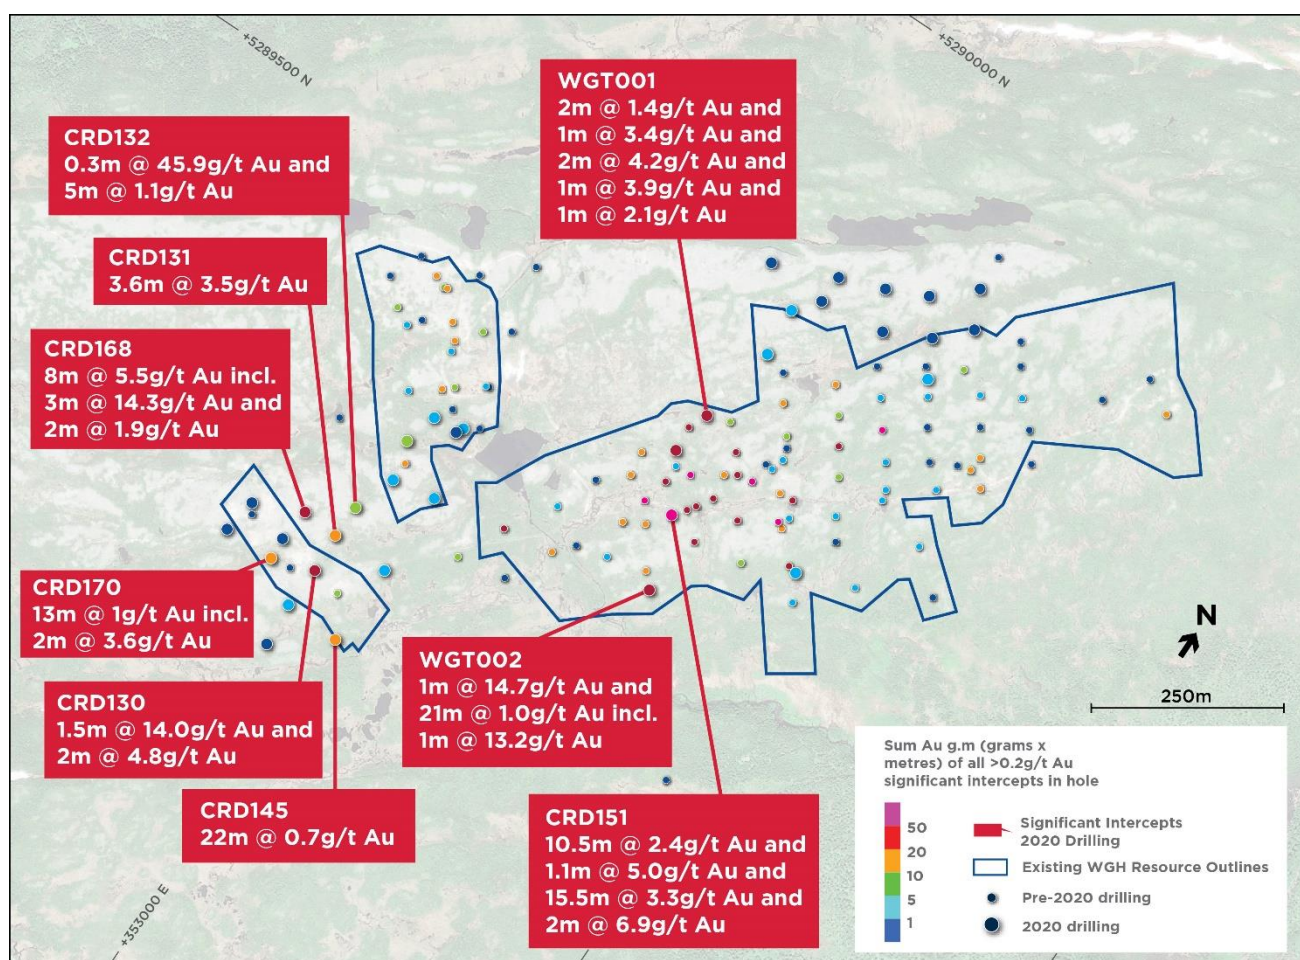 +5289500 N
+5290000 N
WGT001
2m @ 1.4g/t Au and
1m @ 3.4g/t Au and
2m @ 4.2g/t Au and
1m @ 3.9g/t Au and
1m @ 2.1g/t Au
CRD132
0.3m @ 45.9g/t Au and
5m @ 1.1g/t Au
CRD131
3.6m @ 3.5g/t Au
CRD168
8m @ 5.5g/t Au incl.
3m @ 14.3g/t Au and
2m @ 1.9g/t Au
CRD170
13m @ 1g/t Au incl.
2m @ 3.6g/t Au
CRD130
1.5m @ 14.0g/t Au and
2m @ 4.8g/t Au
CRD145
22m @ 0.7g/t Au
WGT002
1m @ 14.7g/t Au and
21m @ 1.0g/t Au incl.
1m @ 13.2g/t Au
CRD151
10.5m @ 2.4g/t Au and
1.1m @ 5.0g/t Au and
15.5m @ 3.3g/t Au and
2m @ 6.9g/t Au
N
250m
+353000 E
Sum Au g.m (grams x
metres) of all >0.2g/t Au
significant intercepts in hole
50
20
10
5
1
Significant Intercepts
2020 Drilling
Existing WGH Resource Outlines
Pre-2020 drilling
2020 drilling